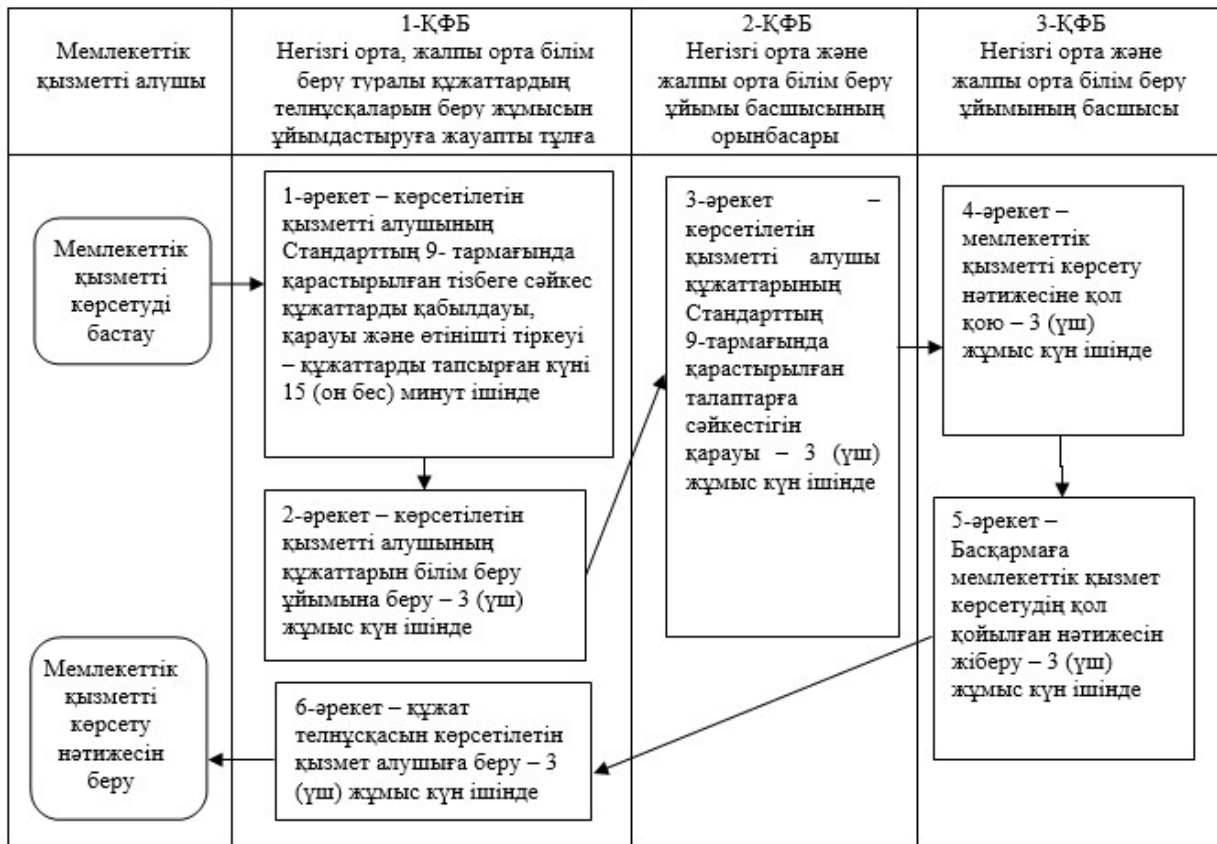 Мемлекеттік
қызметті алушы
1-ҚФБ
Негізгі орта, жалпы орта білім
беру туралы құжаттардың
телнұсқаларын беру жұмысын
ұйымдастыруға жауапты тұлға
2-ҚФБ
Негізгі орта және
жалпы орта білім беру
ұйымы басшысының
орынбасары
3-ҚФБ
Негізгі орта және
жалпы орта білім беру
ұйымының басшысы
Мемлекеттік
қызметті
көрсетуді
бастау
1-әрекет – көрсетілетін
қызметті алушының
Стандарттың 9- тармағында
қарастырылған тізбеге сәйкес
құжаттарды қабылдауы,
қарауы және өтінішті тіркеуі
– құжаттарды тапсырған күні
15 (он бес) минут ішінде
2-әрекет – көрсетілетін
қызметті алушының
құжаттарын білім беру
ұйымына беру – 3 (үш)
жұмыс күн ішінде
3-әрекет –
көрсетілетін
қызметті алушы
құжаттарының
Стандарттың
9-тармағында
қарастырылған
талаптарға
сәйкестігін
қарауы – 3 (үш)
жұмыс күн ішінде
4-әрекет –
мемлекеттік
қызметті көрсету
нәтижесіне қол
қою – 3 (үш)
жұмыс күн ішінде
5-әрекет –
Басқармаға
мемлекеттік қызмет
көрсетудің қол
қойылған нәтижесін
жіберу – 3 (үш)
жұмыс күн ішінде
6-әрекет – құжат
телнұсқасын көрсетілетін
қызмет алушыға беру – 3
(үш) жұмыс күн ішінде
Мемлекеттік
қызметті
көрсету
нәтижесін
беру